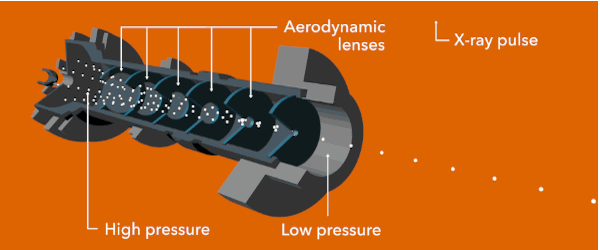 Aerodynamic
lenses
X-ray pulse
High pressure
Low pressure